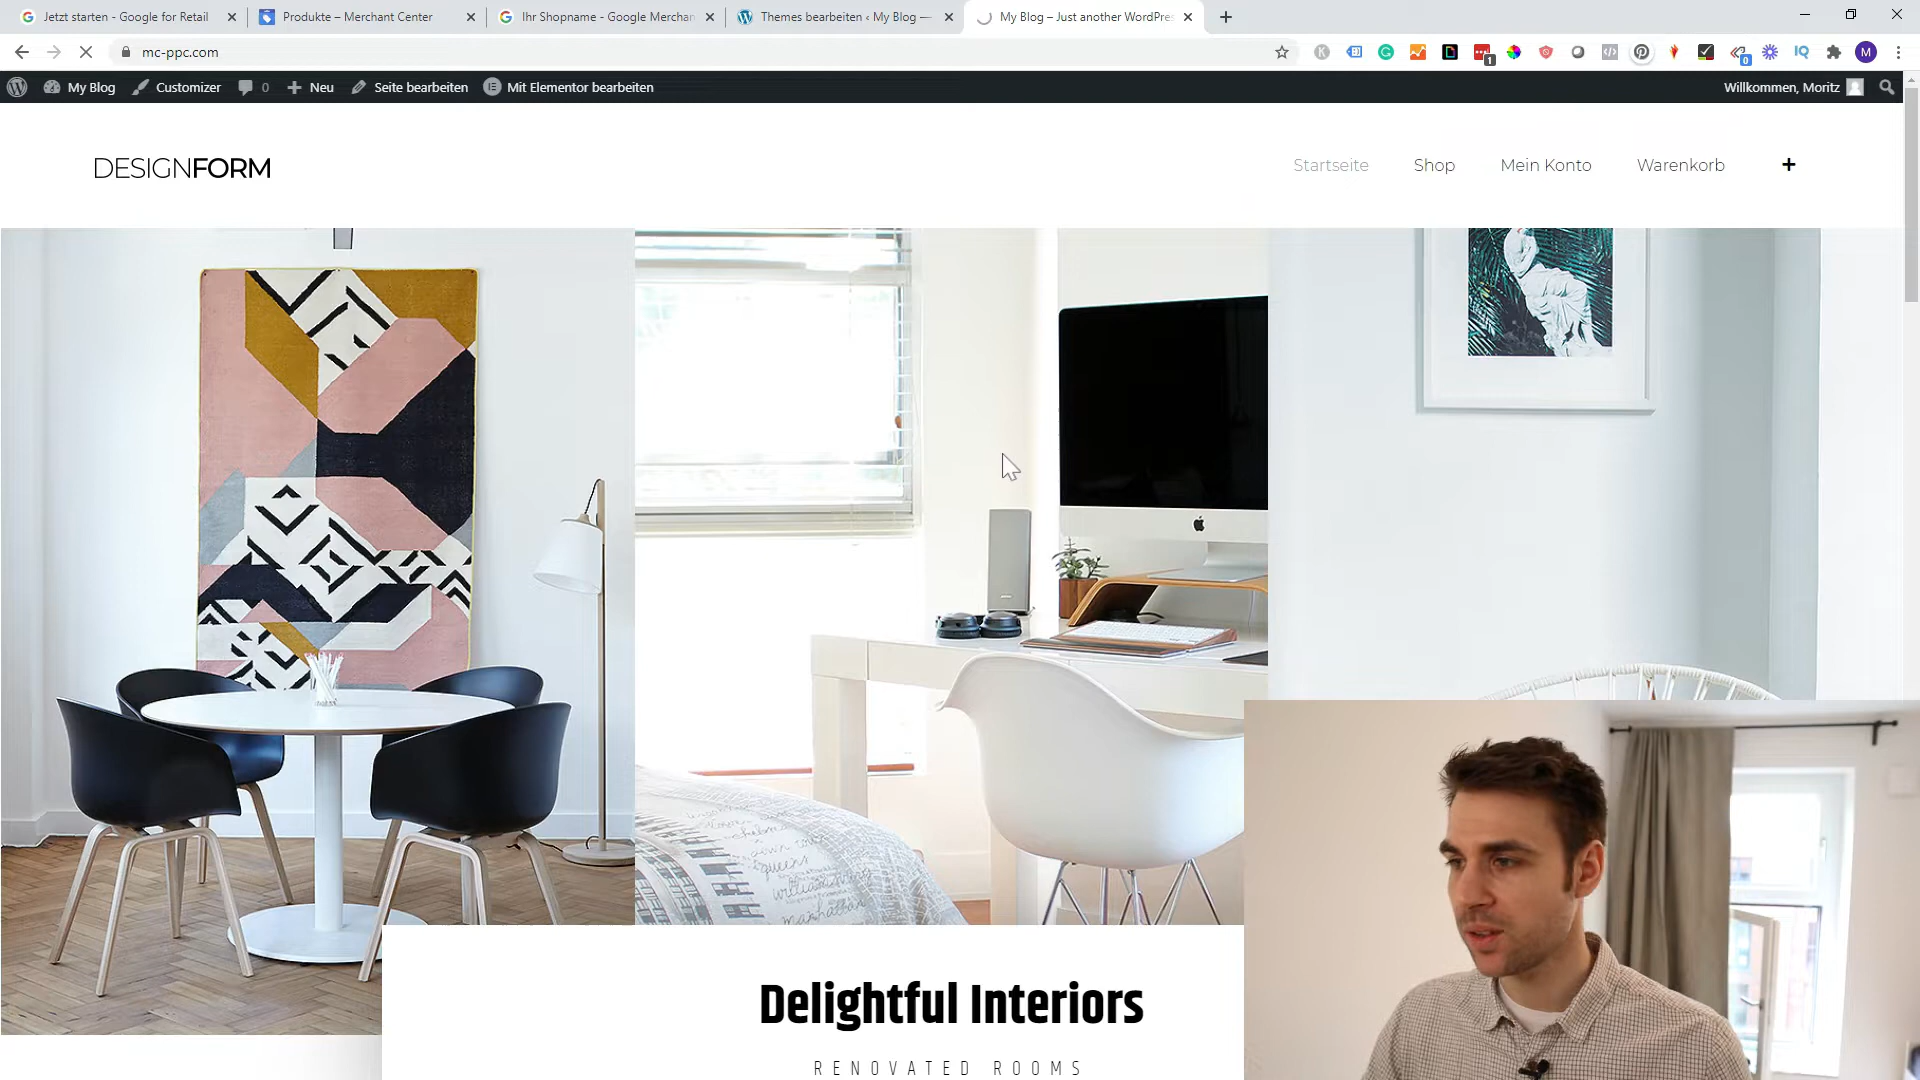 Jetzt starten - Google for Retail
Produkte – Merchant Center
Ihr Shopname - Google Merchan
Themes bearbeiten ‹ My Blog —
My Blog – Just another WordPre
mc-ppc.com
1
0
M
My Blog
Customizer
0
Neu
Seite bearbeiten
Mit Elementor bearbeiten
Willkommen, Moritz
DESIGNFORM
Startseite
Shop
Mein Konto
Warenkorb
+
Delightful Interiors
RENOVATED ROOMS